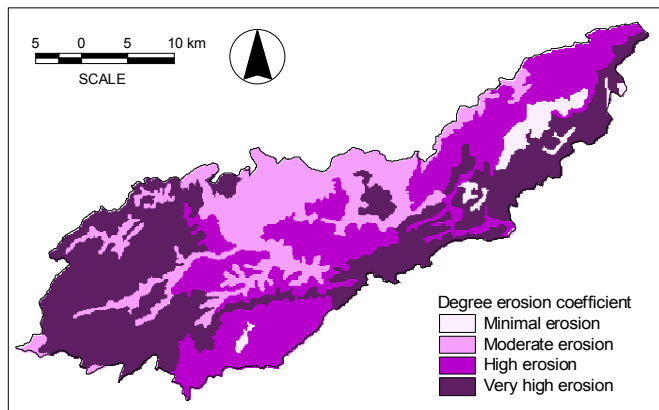 5 0 5 10 km
SCALE
Degree erosion coefficient
Minimal erosion
Moderate erosion
High erosion
Very high erosion